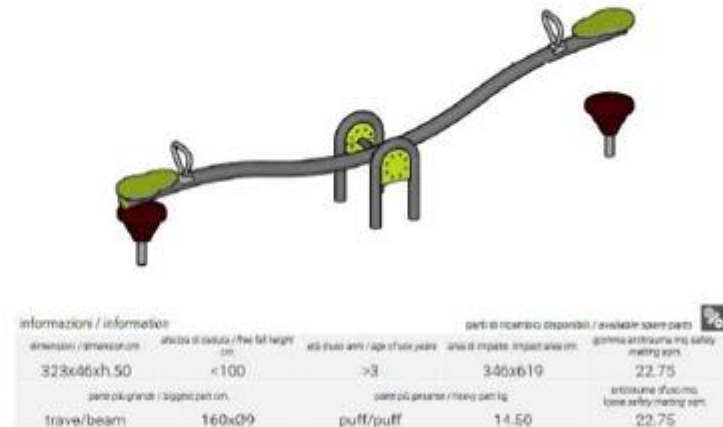 informazioni / information
parti di ricambio disponibili / available spare parts
dimensioni / dimension cm
altezza di caduta / free fall height cm
età d'uso anni / age of use years
area di impatto / impact area cm
gomma antitrauma mq. safety matting sqm.
323x46xh.50
<100
>3
346x619
22.75
parte più grande / biggest part cm.
parte più pesante / heavy part kg
antitrauma sfuso mq. loose safety matting sqm.
trave/beam
160xØ9
puff/puff
14.50
22.75